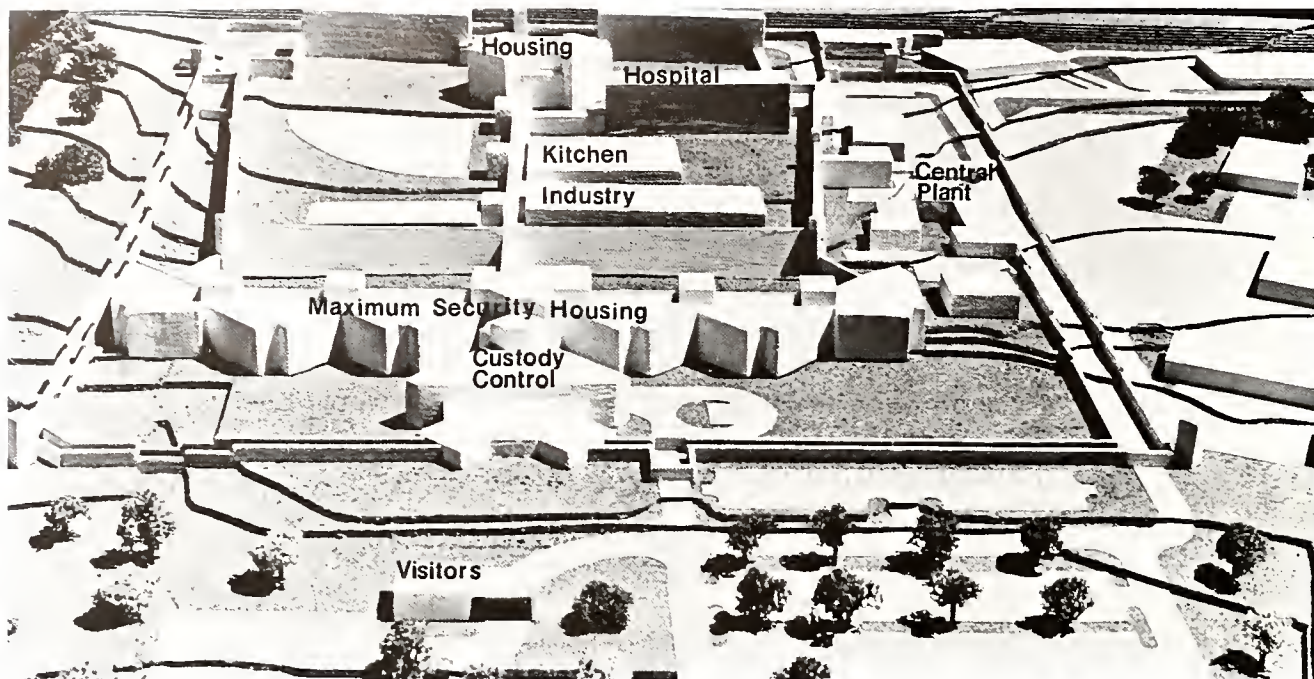 Housing
Hospital
Kitchen
Industry
Central
Plant
Maximum Security Housing
Custody
Control
Visitors